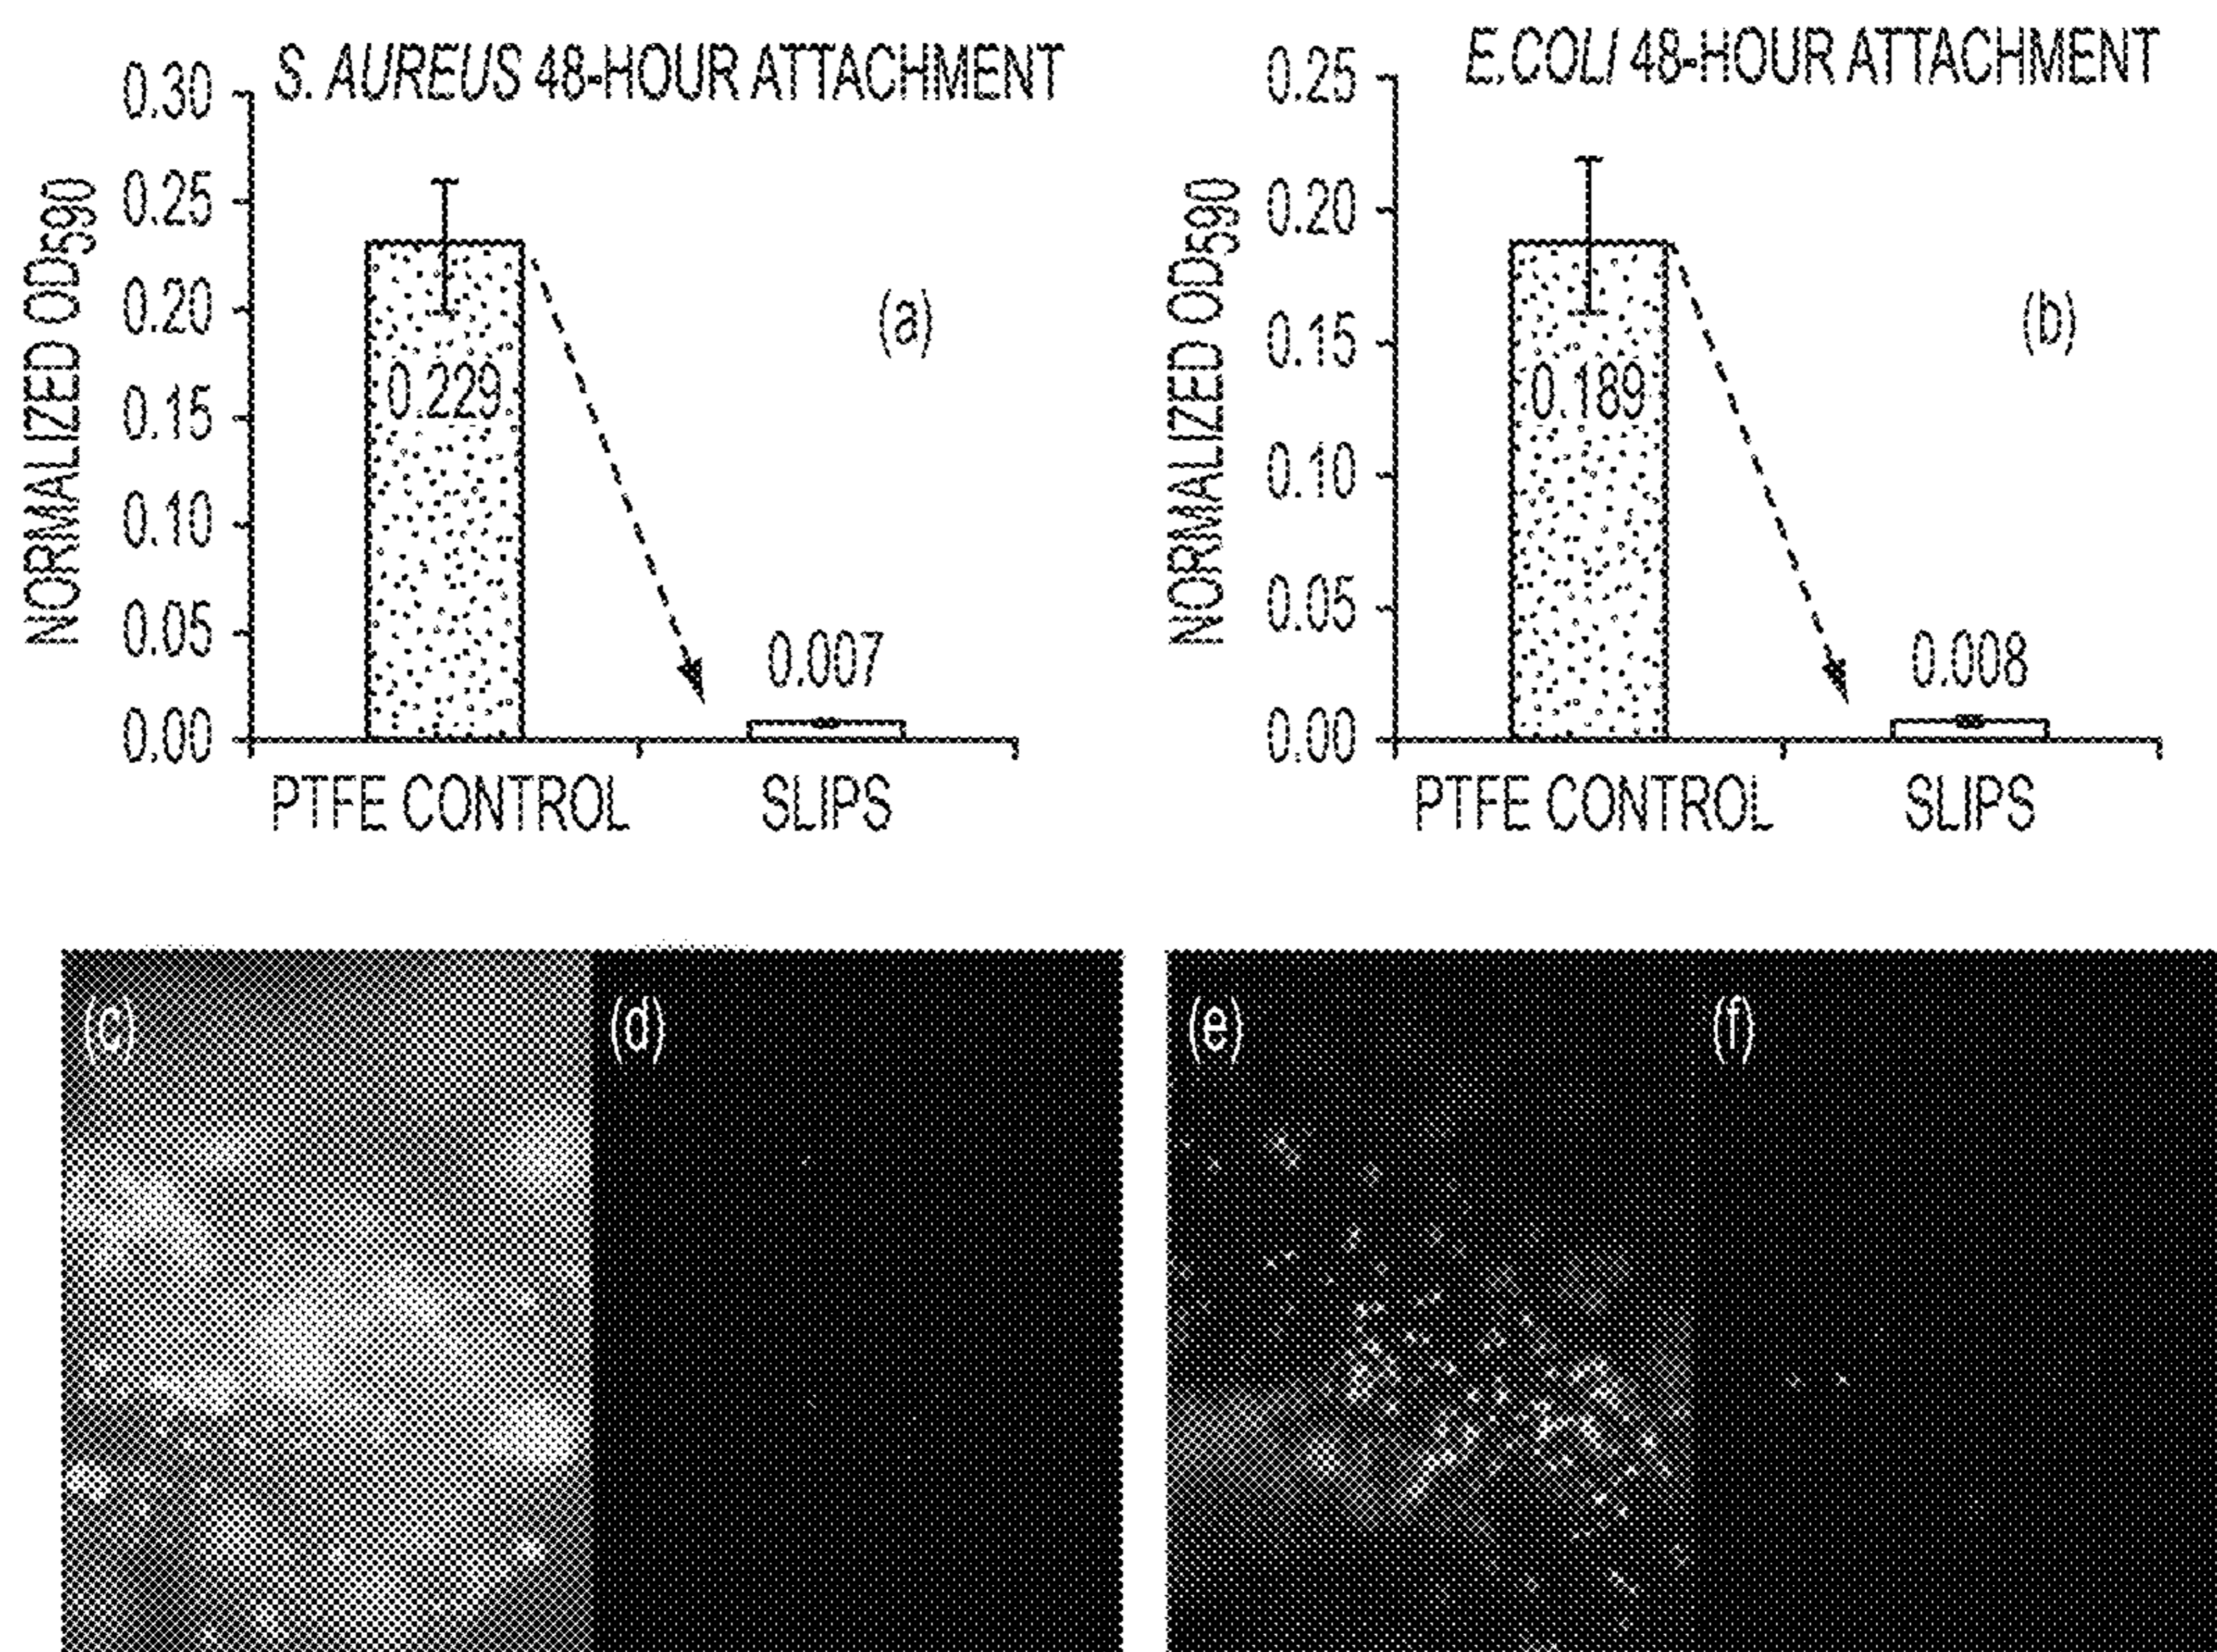 S. AUREUS 48-HOUR ATTACHMENT
NORMALIZED OD590
0.30
0.25
0.20
0.15
0.10
0.05
0.00
0.229
0.007
(a)
PTFE CONTROL
SLIPS
E.COLI 48-HOUR ATTACHMENT
NORMALIZED OD590
0.25
0.20
0.15
0.10
0.05
0.00
0.189
0.008
(b)
PTFE CONTROL
SLIPS
(c)
(d)
(e)
(f)